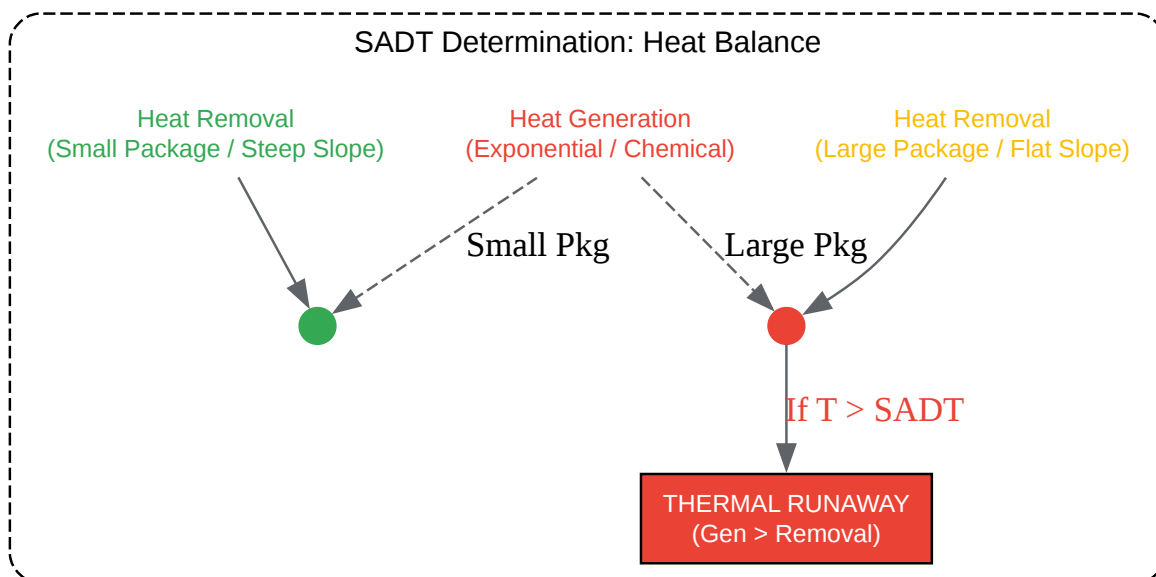 SADT Determination: Heat Balance
Heat Removal
(Small Package / Steep Slope)
Heat Generation
(Exponential / Chemical)
Heat Removal
(Large Package / Flat Slope)
Small Pkg
Large Pkg
If T > SADT
THERMAL RUNAWAY
(Gen > Removal)